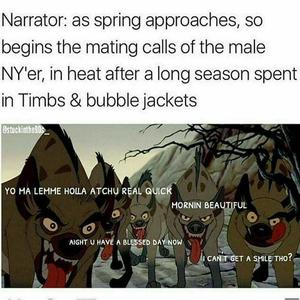 Narrator: as spring approaches, so
begins the mating calls of the male
NY'er, in heat after a long season spent
in Timbs & bubble jackets
YO MA LEMME HOLLA ATCHU REAL QUICK
MORNIN BEAUTIFUL
AIGHT U HAVE A BLESSED DAY NOW
I CAN'T GET A SMILE THO?